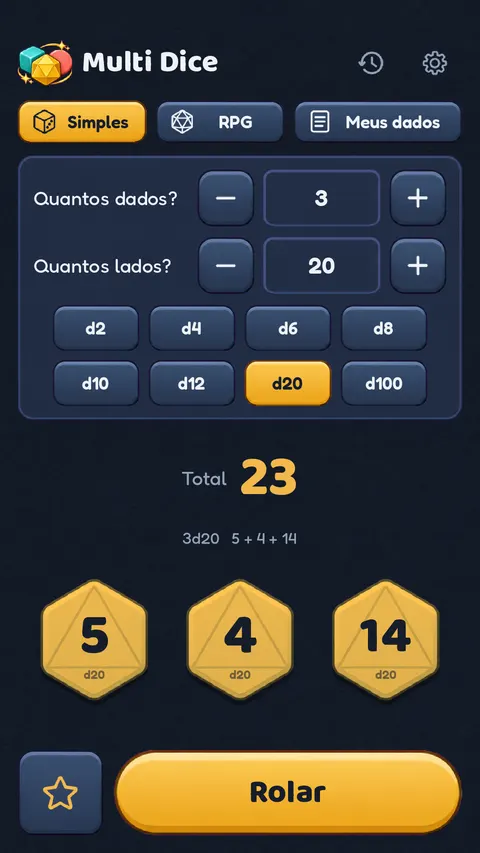 Multi Dice
Simples RPG Meus dados
Quantos dados? − 3 +
Quantos lados? − 20 +
d2 d4 d6 d8
d10 d12 d20 d100
Total 23
3d20 5 + 4 + 14
5 4 14
d20 d20 d20
Rolar